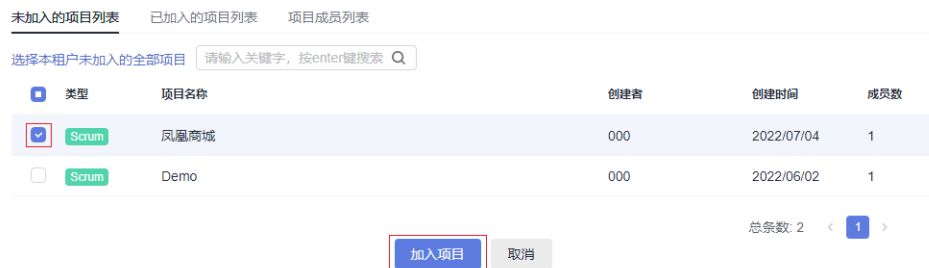 未加入的项目列表 已加入的项目列表 项目成员列表
选择本租户未加入的全部项目 请输入关键字，按enter键搜索
类型 项目名称 创建者 创建时间 成员数
Scrum 凤凰商城 000 2022/07/04 1
Scrum Demo 000 2022/06/02 1
总条数: 2 < 1 >
加入项目 取消